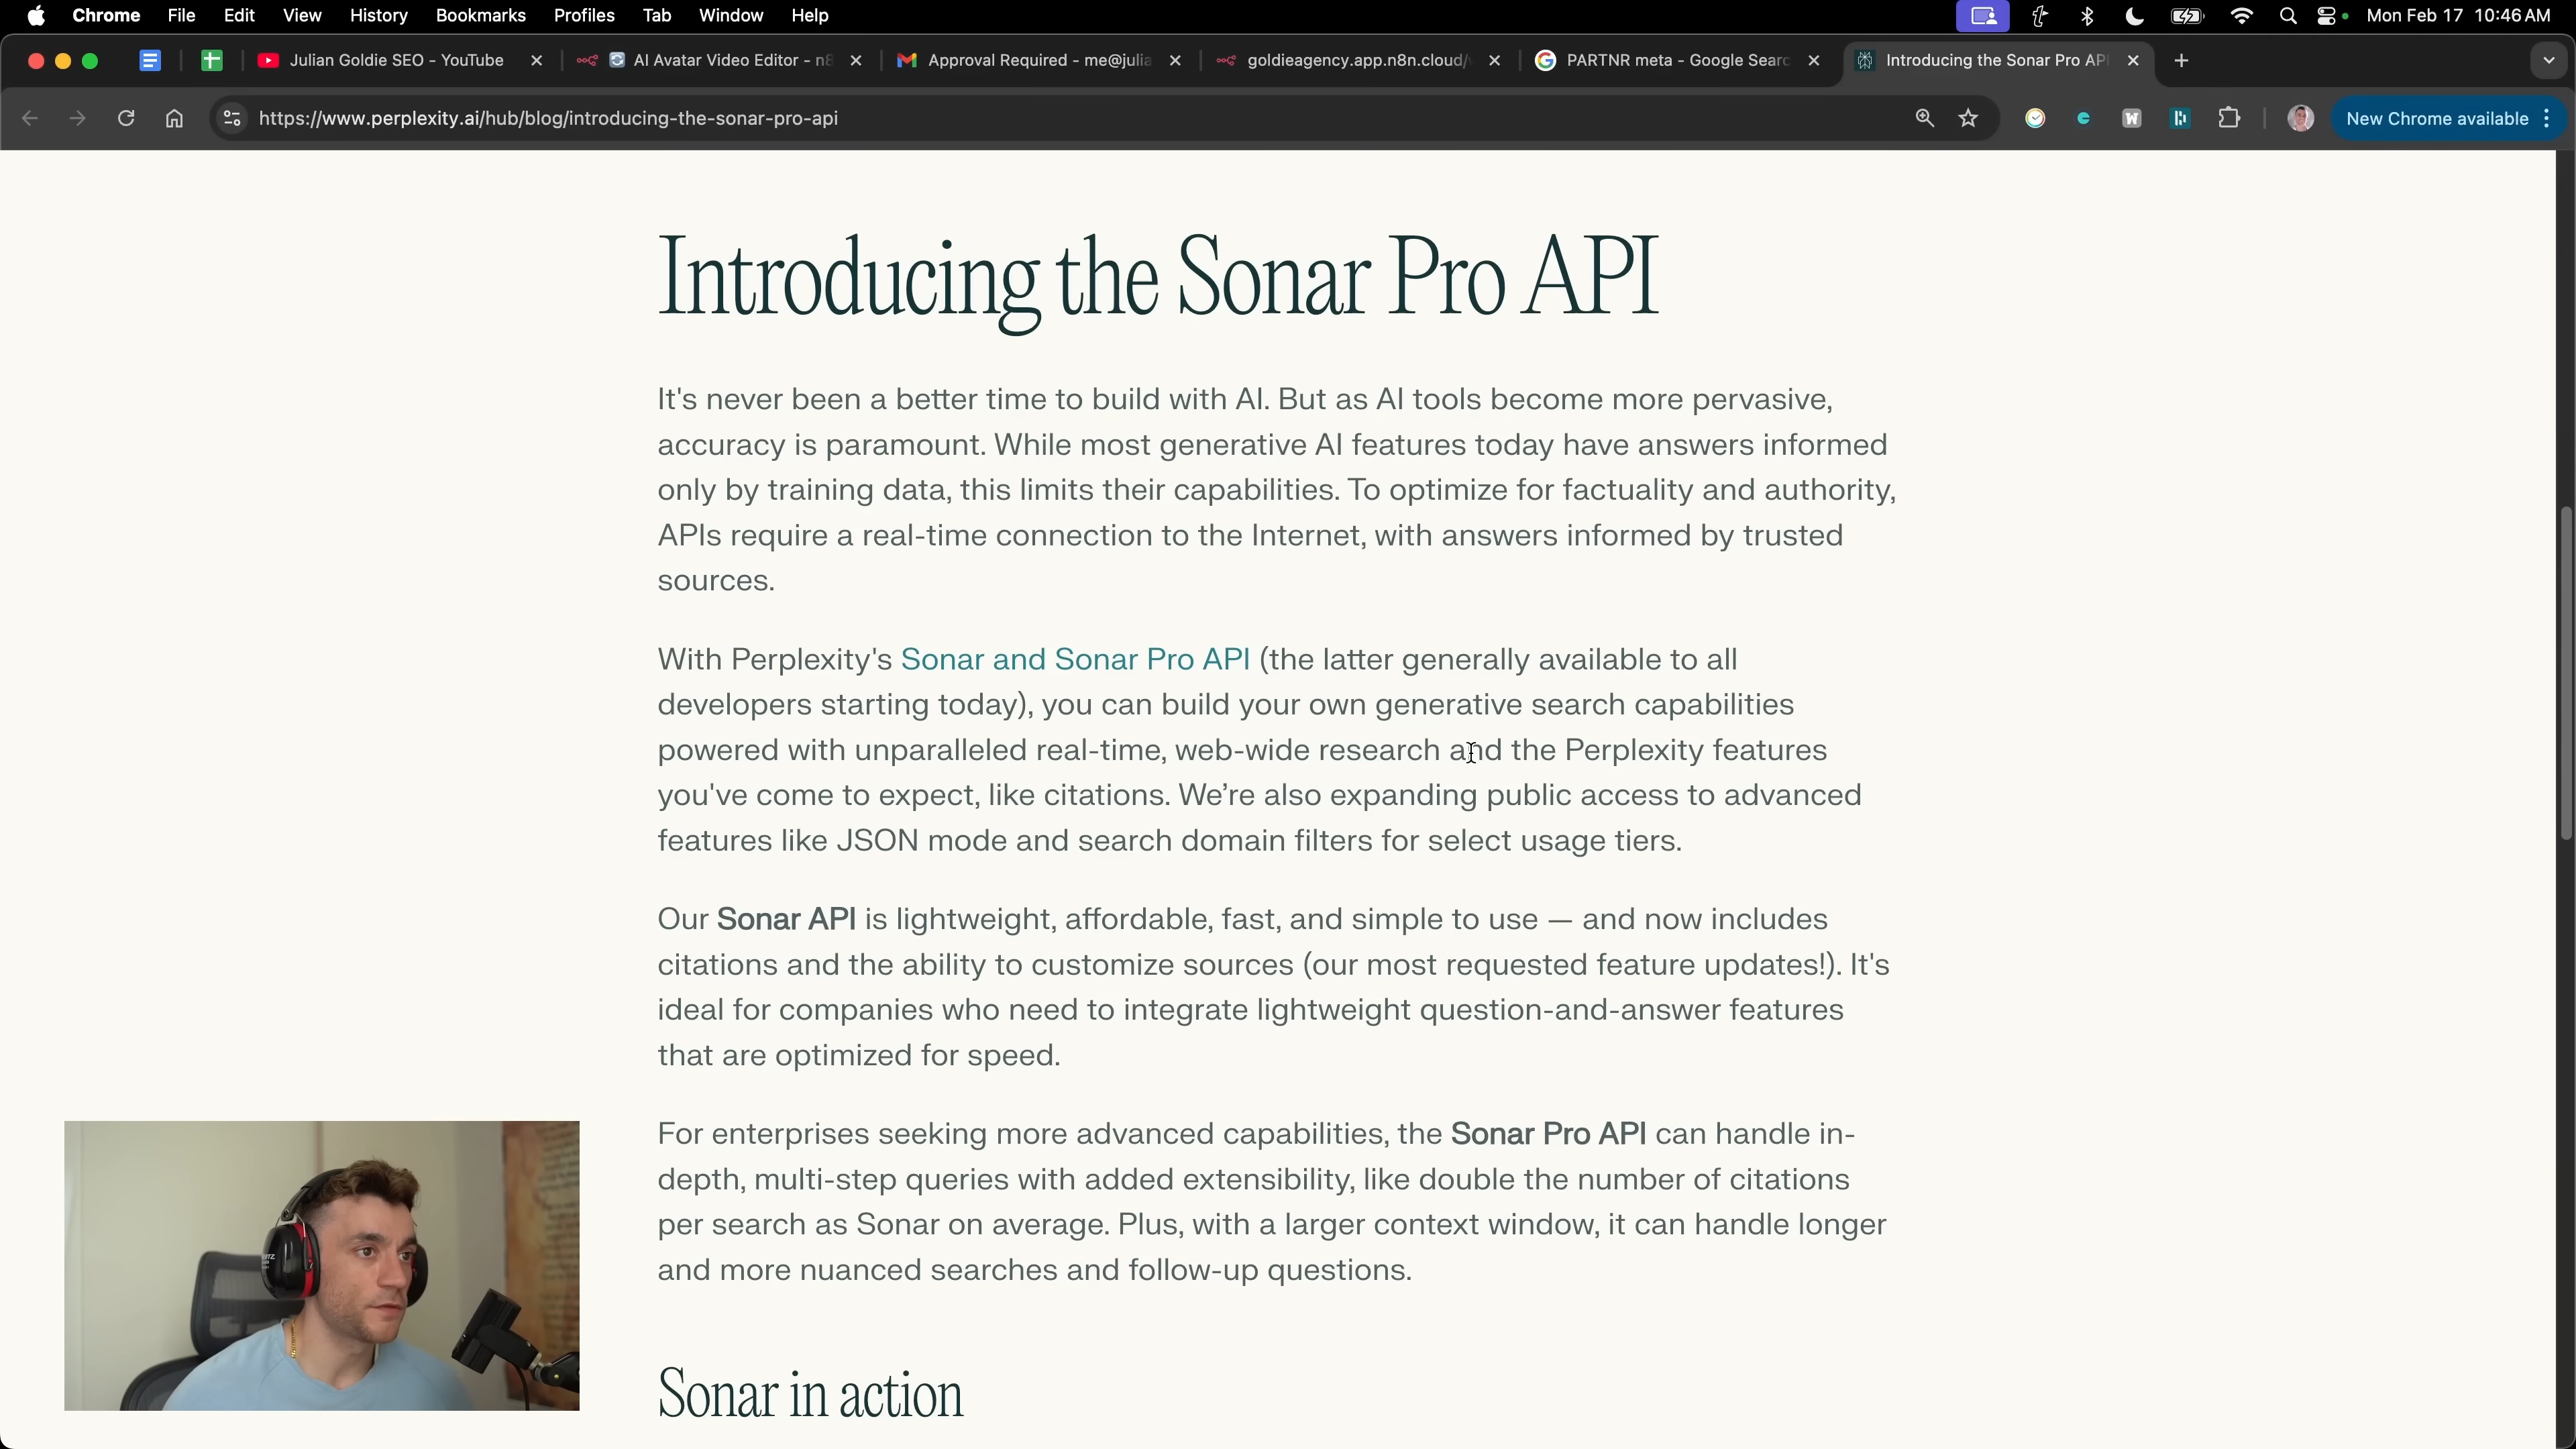 Chrome File Edit View History Bookmarks Profiles Tab Window Help Mon Feb 17 10:46 AM
Julian Goldie SEO - YouTube AI Avatar Video Editor - n8 Approval Required - me@julia goldieagency.app.n8n.cloud/ PARTNR meta - Google Searc Introducing the Sonar Pro API
https://www.perplexity.ai/hub/blog/introducing-the-sonar-pro-api New Chrome available
Introducing the Sonar Pro API
It's never been a better time to build with AI. But as AI tools become more pervasive,
accuracy is paramount. While most generative AI features today have answers informed
only by training data, this limits their capabilities. To optimize for factuality and authority,
APIs require a real-time connection to the Internet, with answers informed by trusted
sources.
With Perplexity's Sonar and Sonar Pro API (the latter generally available to all
developers starting today), you can build your own generative search capabilities
powered with unparalleled real-time, web-wide research and the Perplexity features
you've come to expect, like citations. We’re also expanding public access to advanced
features like JSON mode and search domain filters for select usage tiers.
Our Sonar API is lightweight, affordable, fast, and simple to use — and now includes
citations and the ability to customize sources (our most requested feature updates!). It's
ideal for companies who need to integrate lightweight question-and-answer features
that are optimized for speed.
For enterprises seeking more advanced capabilities, the Sonar Pro API can handle in-
depth, multi-step queries with added extensibility, like double the number of citations
per search as Sonar on average. Plus, with a larger context window, it can handle longer
and more nuanced searches and follow-up questions.
Sonar in action